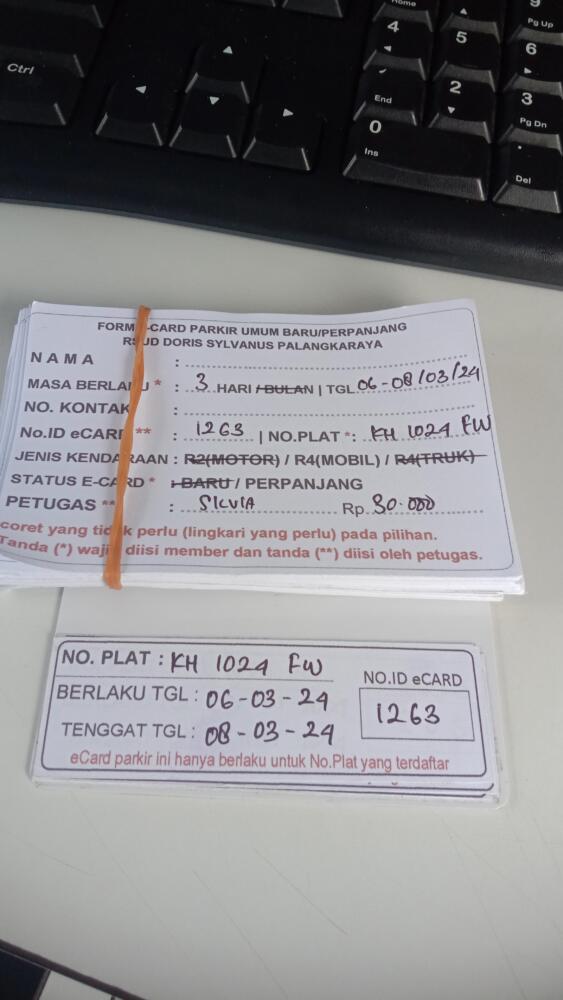 Home
9
Pg Up
4
5
6
Ctrl
End
2
3
Pg Dn
0
Ins
Del
FORM E-CARD PARKIR UMUM BARU/PERPANJANG
RSUD DORIS SYLVANUS PALANGKARAYA
NAMA :
MASA BERLAKU * : 3 HARI / BULAN | TGL 06 - 08/03/24
NO. KONTAK :
No.ID eCARD ** : 1263 | NO.PLAT *: KH 1024 FW
JENIS KENDARAAN : R2(MOTOR) / R4(MOBIL) / R4(TRUK)
STATUS E-CARD * : BARU / PERPANJANG
PETUGAS ** : SILVIA Rp. 30.000
coret yang tidak perlu (lingkari yang perlu) pada pilihan.
Tanda (*) wajib diisi member dan tanda (**) diisi oleh petugas.
NO. PLAT : KH 1024 FW
NO.ID eCARD
BERLAKU TGL : 06-03-24
1263
TENGGAT TGL : 08-03-24
eCard parkir ini hanya berlaku untuk No.Plat yang terdaftar